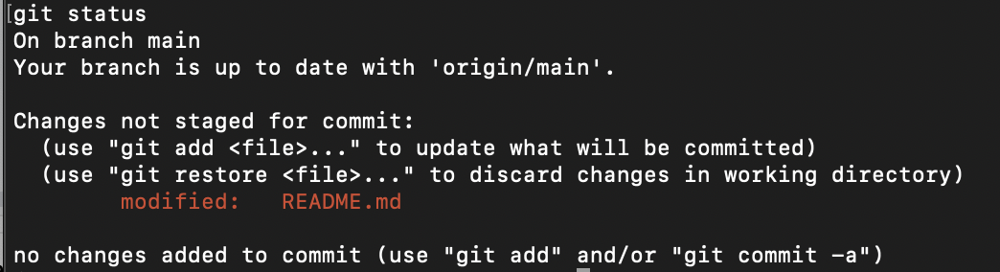 [git status
On branch main
Your branch is up to date with 'origin/main'.
Changes not staged for commit:
(use "git add <file>..." to update what will be committed)
(use "git restore <file>..." to discard changes in working directory)
modified: README.md
no changes added to commit (use "git add" and/or "git commit -a")